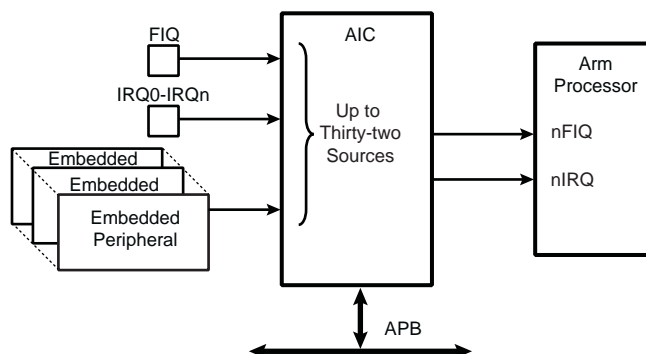 FIQ
IRQ0-IRQn
Embedded
Embedded
Embedded
Peripheral
AIC
Up to
Thirty-two
Sources
Arm
Processor
nFIQ
nIRQ
APB